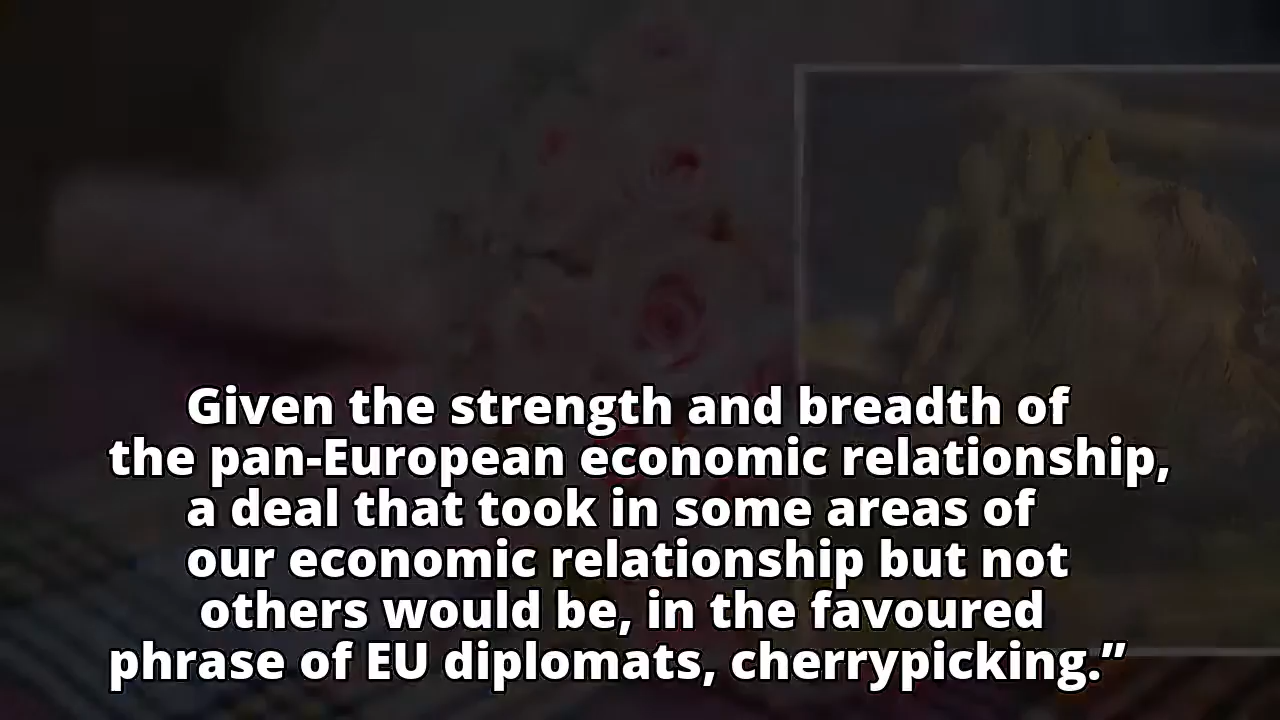 Given the strength and breadth of
the pan-European economic relationship,
a deal that took in some areas of
our economic relationship but not
others would be, in the favoured
phrase of EU diplomats, cherrypicking.”